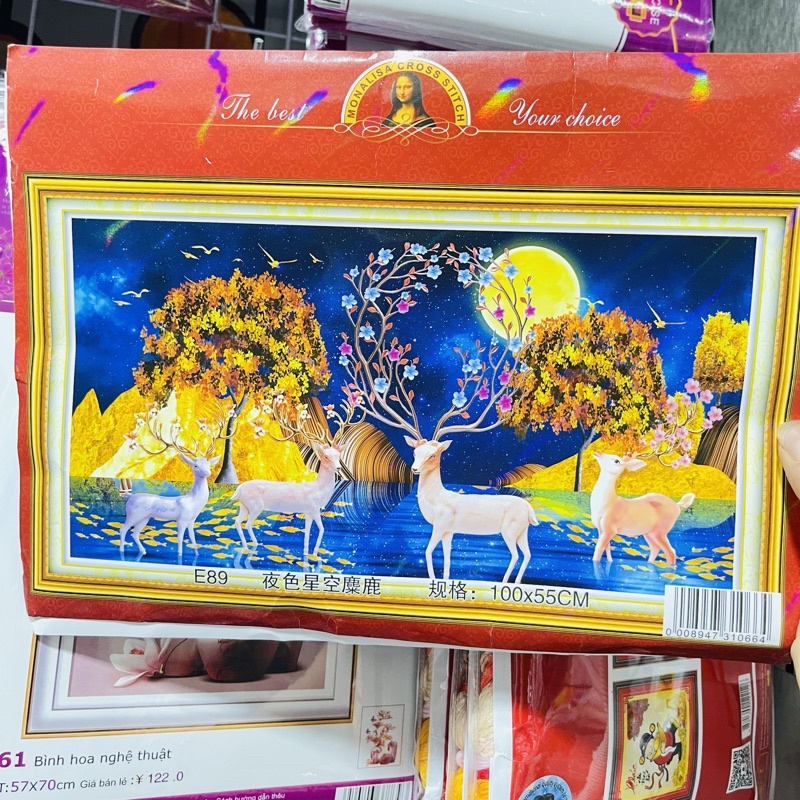 The best
MONALISA CROSS STITCH
Your choice
E89 夜色星空麋鹿 规格：100x55CM
0 008947 310664
61 Bình hoa nghệ thuật
T:57X70cm Giá bán lẻ :¥ 122 .0